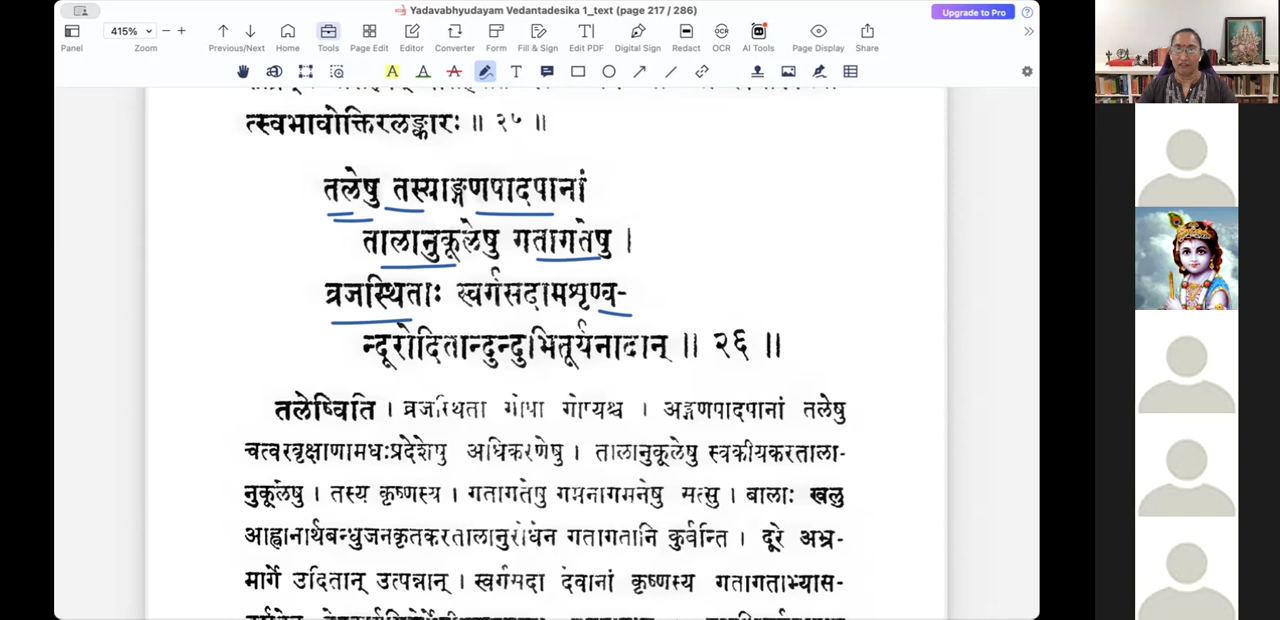 Yadavabhyudayam Vedantadesika 1_text (page 217 / 286)
Upgrade to Pro
415%
Panel Zoom Previous/Next Home Tools Page Edit Editor Converter Form Fill & Sign Edit PDF Digital Sign Redact OCR AI Tools Page Display Share
त्स्वभावोक्तिरलङ्कारः ॥ २५ ॥
तलेषु तस्याङ्गणपादपानां
तालानुकूलेषु गतागतेषु ।
व्रजस्थिताः स्वर्गसदामशृण्व-
न्दूरोदितान्दुन्दुभितूर्यनादान् ॥ २६ ॥
तलेष्विति । व्रजस्थिता गोपा गोप्यश्च । अङ्गणपादपानां तलेषु
चत्वरवृक्षाणामधःप्रदेशेषु अधिकरणेषु । तालानुकूलेषु स्वकीयकरताला-
नुकूलेषु । तस्य कृष्णस्य । गतागतेषु गमनागमनेषु सत्सु । बालाः खलु
आह्वानार्थबन्धुजनकृतकरतालानुरोधेन गतागतानि कुर्वन्ति । दूरे अभ्र-
मार्गे उदितान् उत्पन्नान् । स्वर्गसदा देवानां कृष्णस्य गतागताभ्यास-